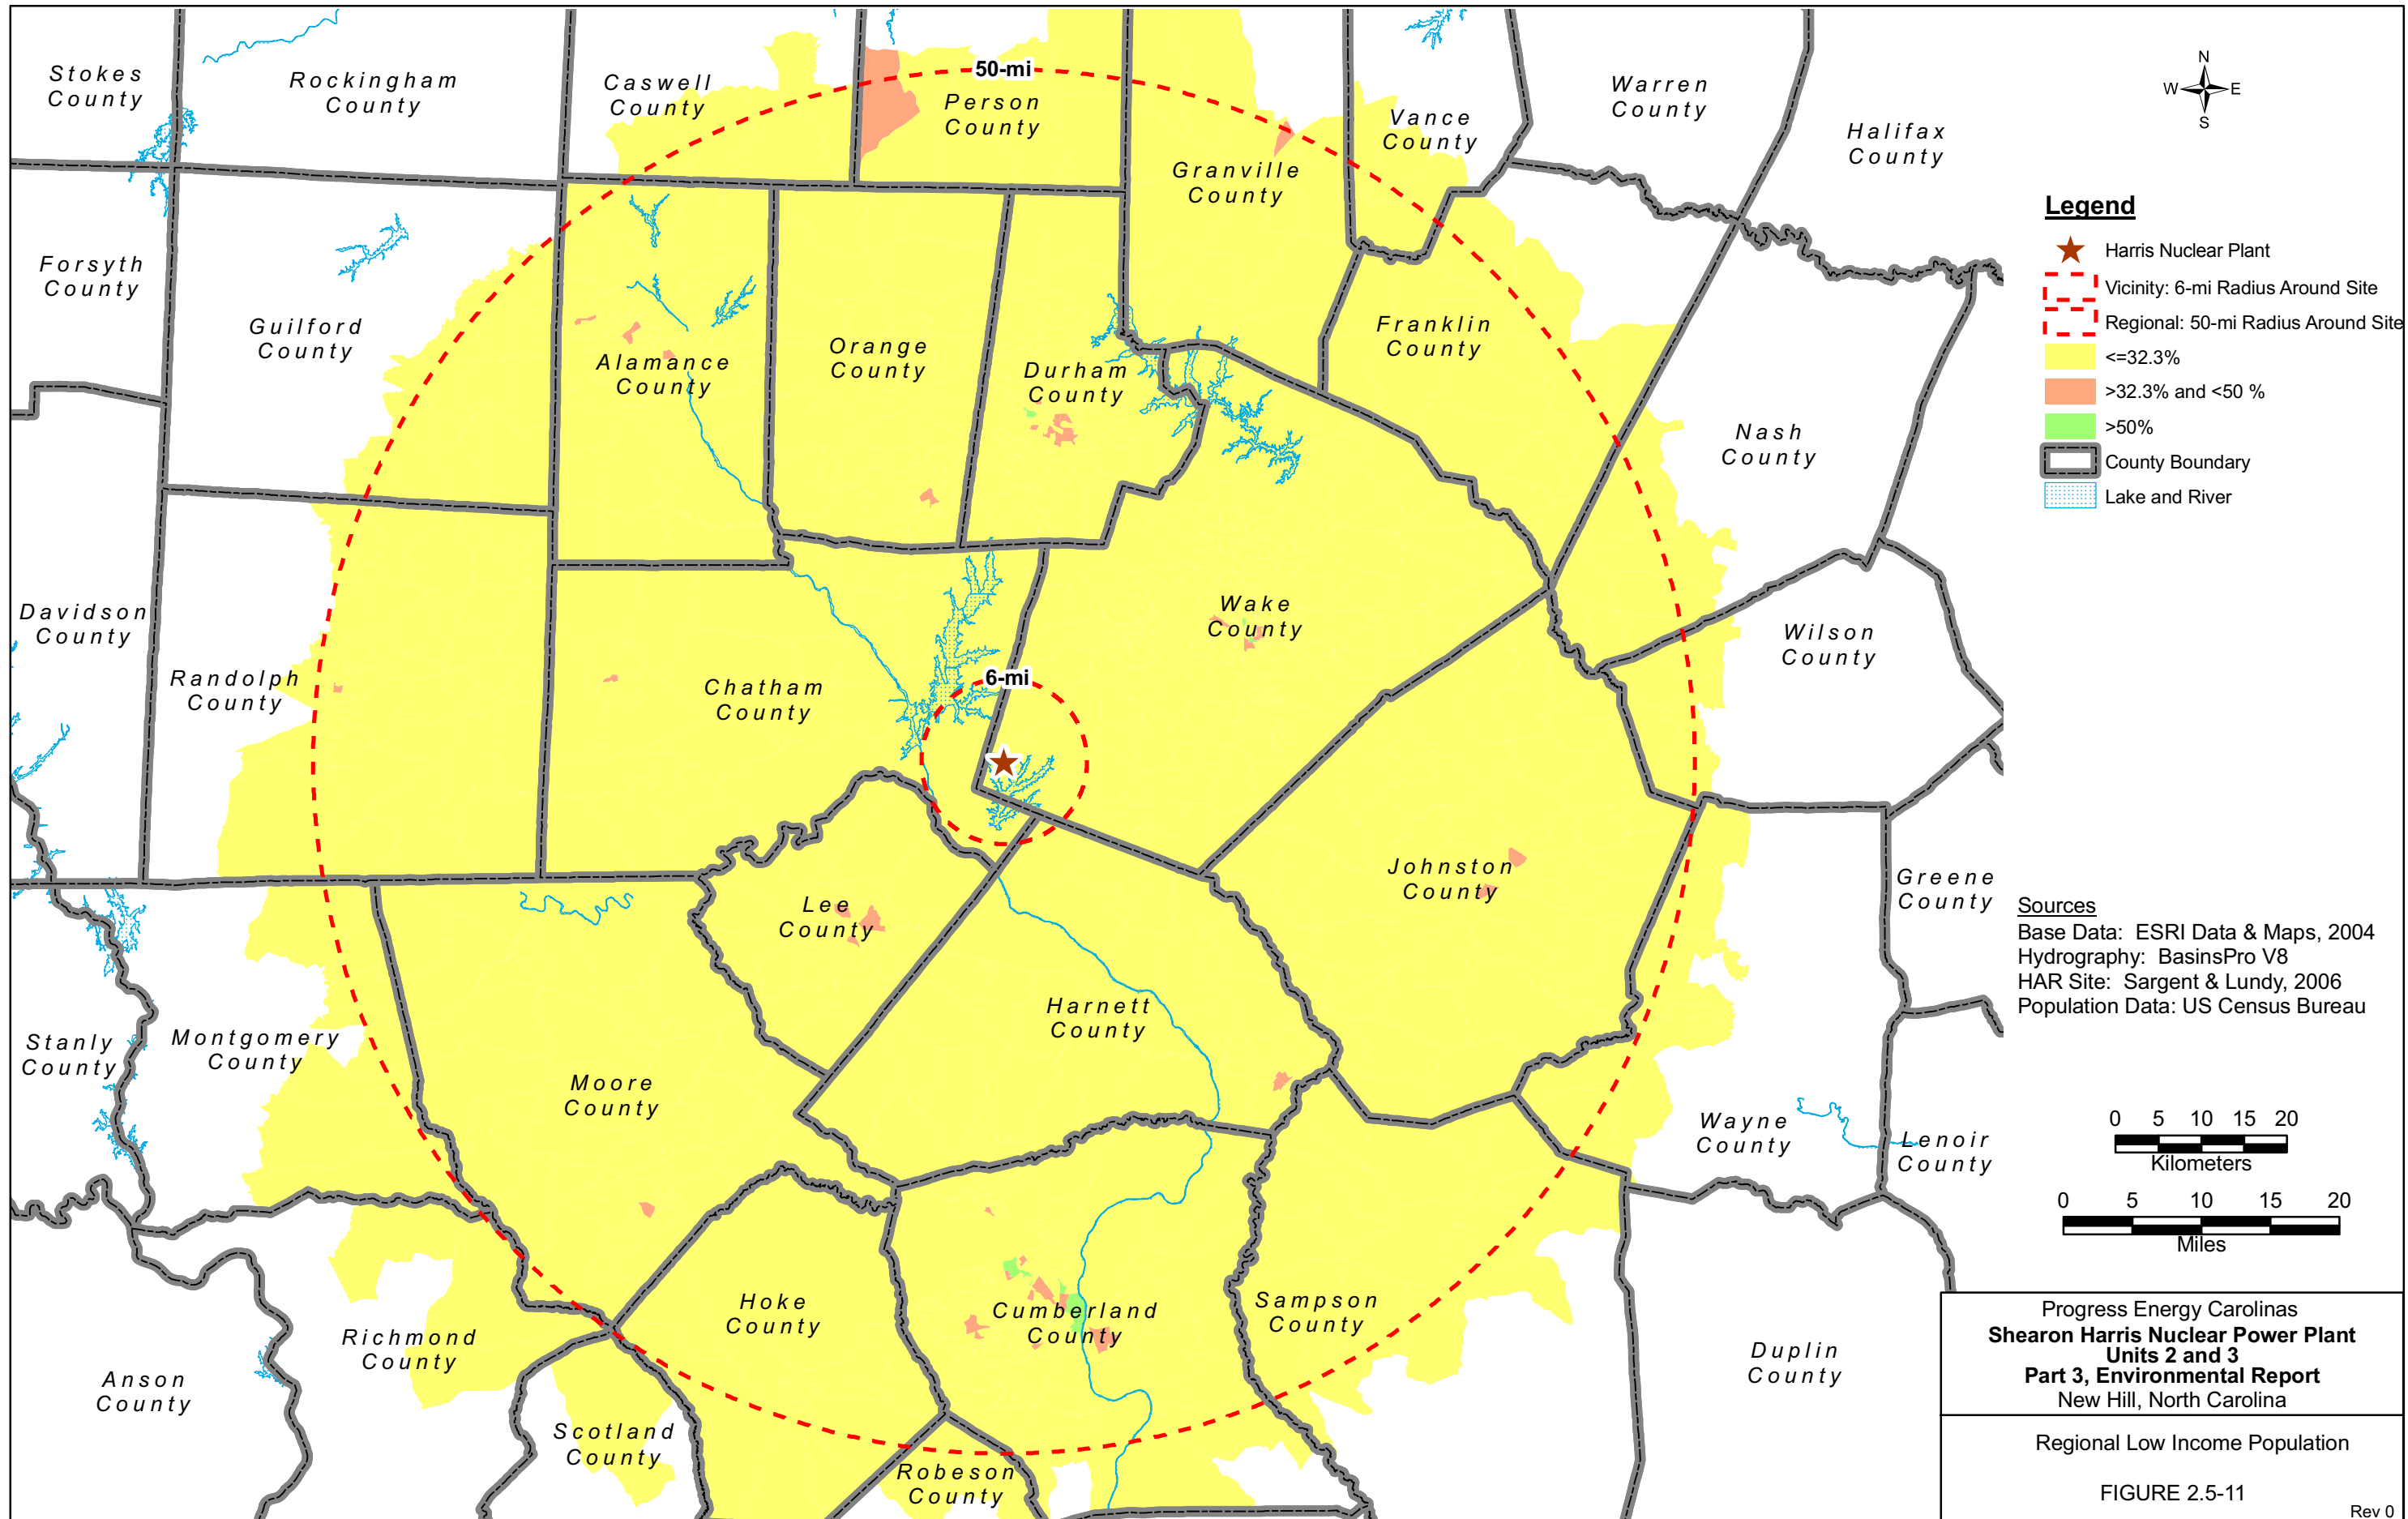 Stokes
County
Rockingham
County
Caswell
County
50-mi
Person
County
Vance
County
Warren
County
Halifax
County
N
W
E
S
Granville
County
Forsyth
County
Guilford
County
Alamance
County
Orange
County
Durham
County
Franklin
County
Nash
County
Davidson
County
Randolph
County
Chatham
County
Wake
County
6-mi
Wilson
County
Johnston
County
Greene
County
Lee
County
Harnett
County
Stanly
County
Montgomery
County
Moore
County
Wayne
County
Lenoir
County
Hoke
County
Cumberland
County
Sampson
County
Richmond
County
Anson
County
Scotland
County
Robeson
County
Duplin
County
Legend
Harris Nuclear Plant
Vicinity: 6-mi Radius Around Site
Regional: 50-mi Radius Around Site
<=32.3%
>32.3% and <50 %
>50%
County Boundary
Lake and River
Sources
Base Data: ESRI Data & Maps, 2004
Hydrography: BasinsPro V8
HAR Site: Sargent & Lundy, 2006
Population Data: US Census Bureau
0 5 10 15 20
Kilometers
0 5 10 15 20
Miles
Progress Energy Carolinas
Shearon Harris Nuclear Power Plant
Units 2 and 3
Part 3, Environmental Report
New Hill, North Carolina
Regional Low Income Population
FIGURE 2.5-11
Rev 0